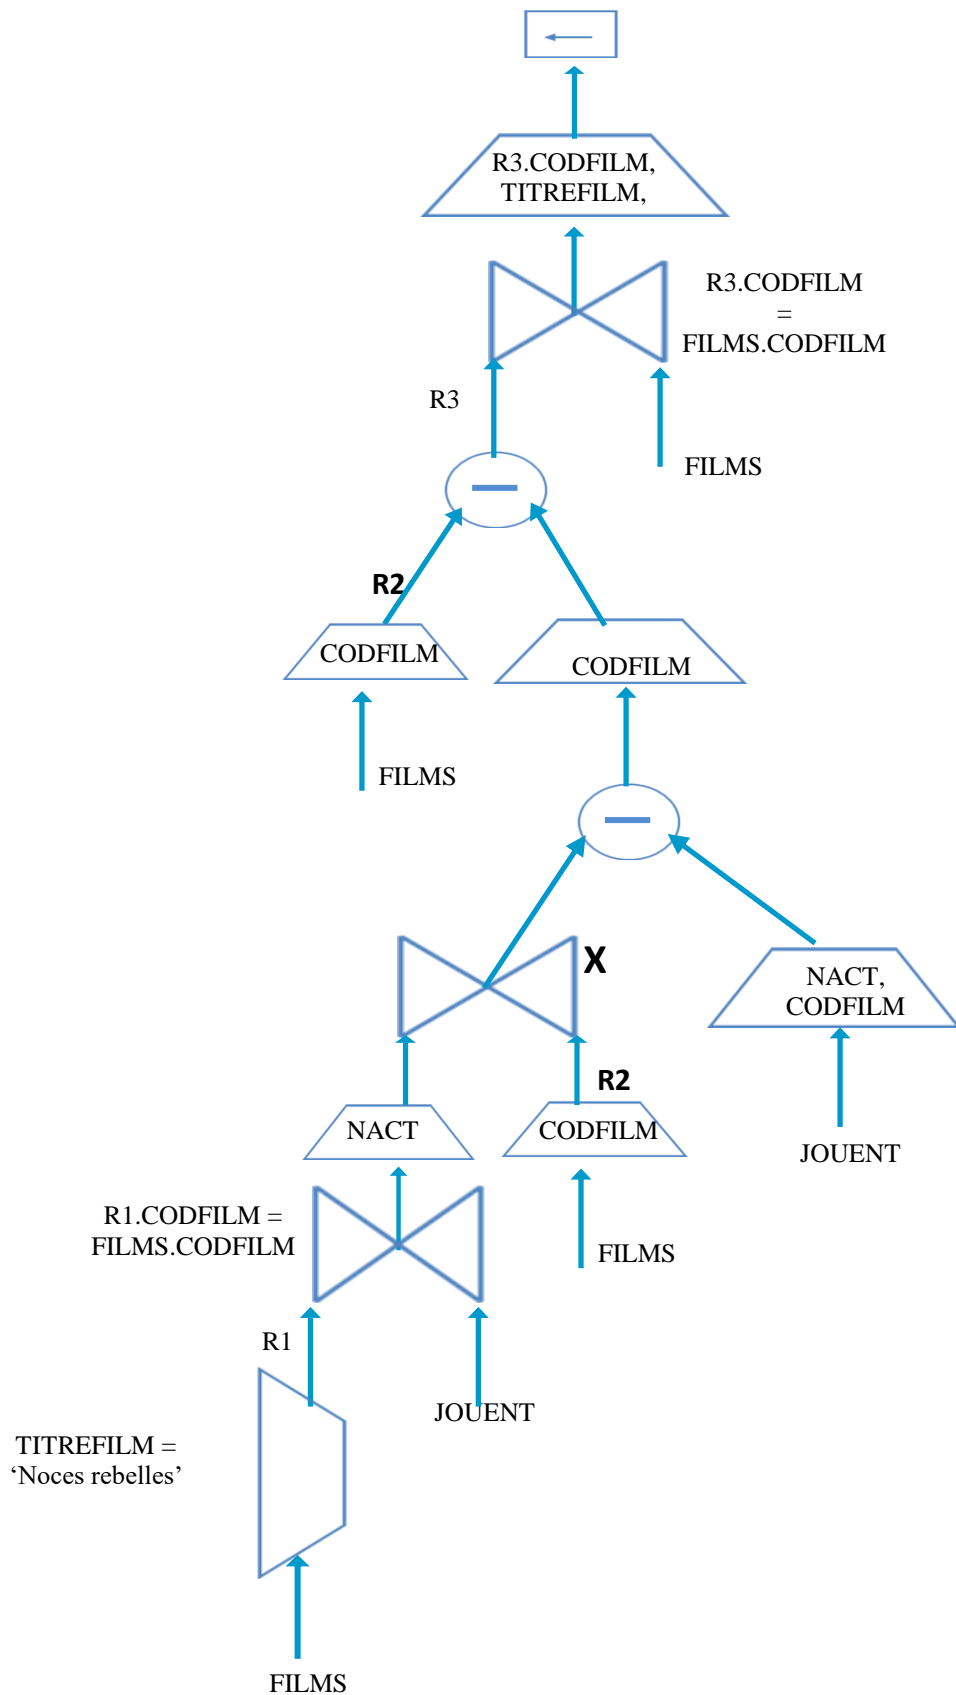 R3.CODFILM,
TITREFILM,
R3.CODFILM
=
FILMS.CODFILM
R3
FILMS
R2
CODFILM
CODFILM
FILMS
X
NACT,
CODFILM
R2
NACT
CODFILM
JOUENT
R1.CODFILM =
FILMS.CODFILM
FILMS
R1
JOUENT
TITREFILM =
‘Noces rebelles’
FILMS